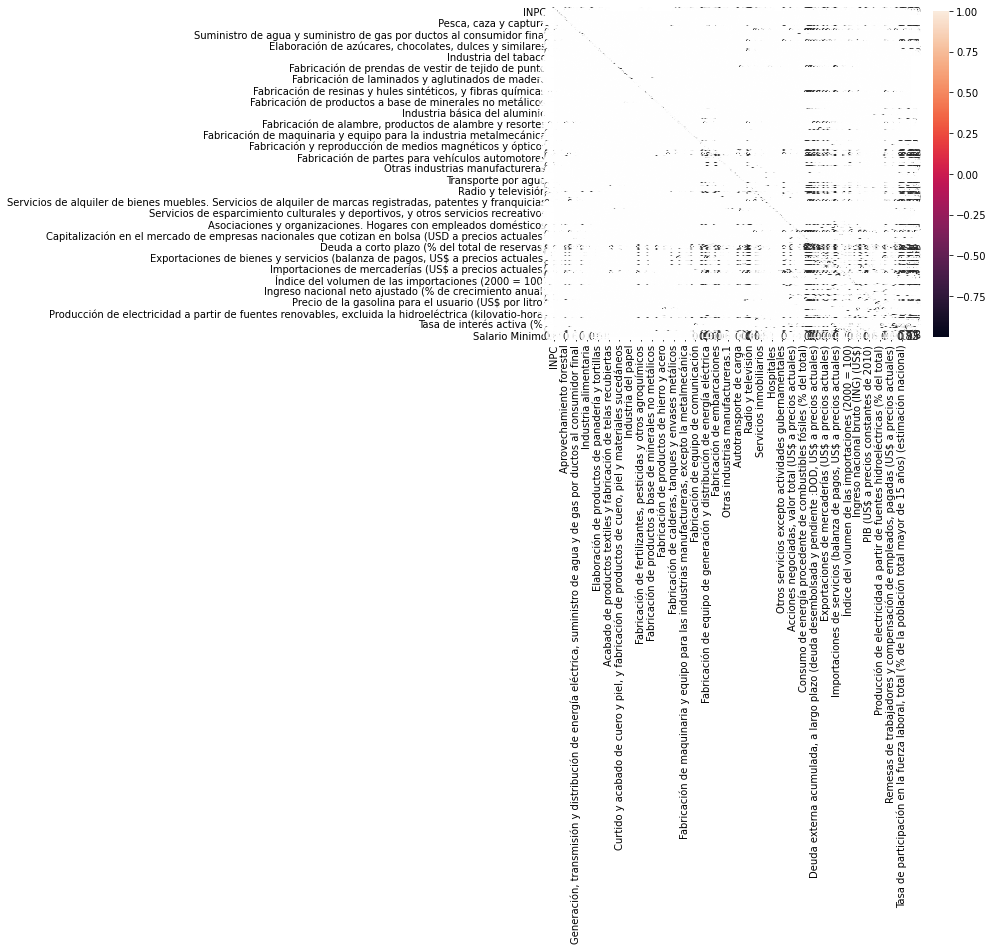 INPC
Pesca, caza y captura
Suministro de agua y suministro de gas por ductos al consumidor final
Elaboración de azúcares, chocolates, dulces y similares
Industria del tabaco
Fabricación de prendas de vestir de tejido de punto
Fabricación de laminados y aglutinados de madera
Fabricación de resinas y hules sintéticos, y fibras químicas
Fabricación de productos a base de minerales no metálicos
Industria básica del aluminio
Fabricación de alambre, productos de alambre y resortes
Fabricación de maquinaria y equipo para la industria metalmecánica
Fabricación y reproducción de medios magnéticos y ópticos
Fabricación de partes para vehículos automotores
Otras industrias manufactureras
Transporte por agua
Radio y televisión
Servicios de alquiler de bienes muebles. Servicios de alquiler de marcas registradas, patentes y franquicias
Servicios de esparcimiento culturales y deportivos, y otros servicios recreativos
Asociaciones y organizaciones. Hogares con empleados domésticos
Capitalización en el mercado de empresas nacionales que cotizan en bolsa (USD a precios actuales)
Deuda a corto plazo (% del total de reservas)
Exportaciones de bienes y servicios (balanza de pagos, US$ a precios actuales)
Importaciones de mercaderías (US$ a precios actuales)
Índice del volumen de las importaciones (2000 = 100)
Ingreso nacional neto ajustado (% de crecimiento anual)
Precio de la gasolina para el usuario (US$ por litro)
Producción de electricidad a partir de fuentes renovables, excluida la hidroeléctrica (kilovatio-hora)
Tasa de interés activa (%)
Salario Minimo
1.00
0.75
0.50
0.25
0.00
−0.25
−0.50
−0.75
INPC
Aprovechamiento forestal
Generación, transmisión y distribución de energía eléctrica, suministro de agua y de gas por ductos al consumidor final
Industria alimentaria
Elaboración de productos de panadería y tortillas
Acabado de productos textiles y fabricación de telas recubiertas
Curtido y acabado de cuero y piel, y fabricación de productos de cuero, piel y materiales sucedáneos
Industria del papel
Fabricación de fertilizantes, pesticidas y otros agroquímicos
Fabricación de productos a base de minerales no metálicos
Fabricación de productos de hierro y acero
Fabricación de calderas, tanques y envases metálicos
Fabricación de maquinaria y equipo para las industrias manufactureras, excepto la metalmecánica
Fabricación de equipo de comunicación
Fabricación de equipo de generación y distribución de energía eléctrica
Fabricación de embarcaciones
Otras industrias manufactureras.1
Autotransporte de carga
Radio y televisión
Servicios inmobiliarios
Hospitales
Otros servicios excepto actividades gubernamentales
Acciones negociadas, valor total (US$ a precios actuales)
Consumo de energía procedente de combustibles fósiles (% del total)
Deuda externa acumulada, a largo plazo (deuda desembolsada y pendiente :DOD, US$ a precios actuales)
Exportaciones de mercaderías (US$ a precios actuales)
Importaciones de servicios (balanza de pagos, US$ a precios actuales)
Índice del volumen de las importaciones (2000 = 100)
Ingreso nacional bruto (ING) (US$)
PIB (US$ a precios constantes de 2010)
Producción de electricidad a partir de fuentes hidroeléctricas (% del total)
Remesas de trabajadores y compensación de empleados, pagadas (US$ a precios actuales)
Tasa de participación en la fuerza laboral, total (% de la población total mayor de 15 años) (estimación nacional)